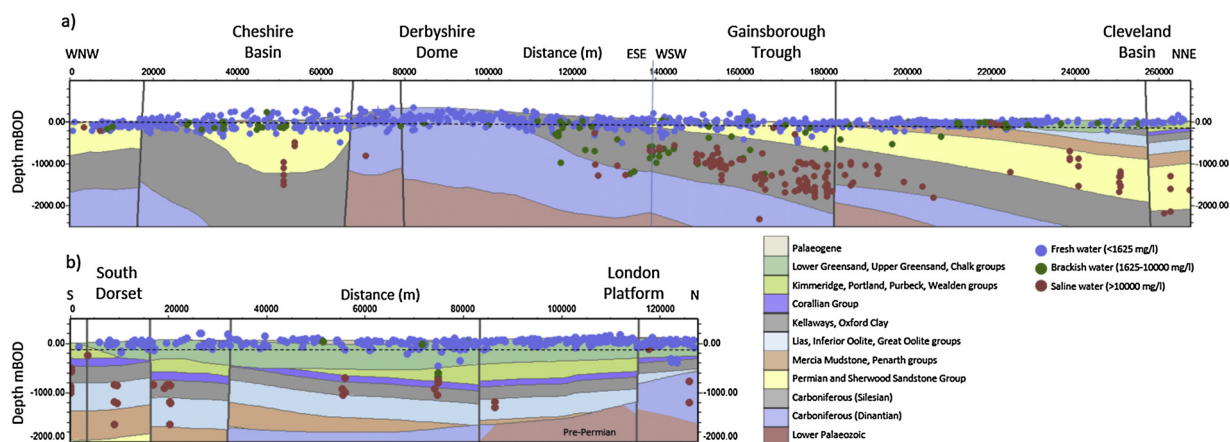 a)
Cheshire Basin
Derbyshire Dome
Gainsborough Trough
Cleveland Basin
WNW
Distance (m)
ESE
WSW
NNE
0 20000 40000 60000 80000 100000 120000 140000 160000 180000 200000 220000 240000 260000
Depth mBOD
0.00 0.00
-1000.00 -1000.00
-2000.00 -2000.00
b)
South Dorset
London Platform
S
Distance (m)
N
0 20000 40000 60000 80000 100000 120000
Depth mBOD
0.00 0.00
-1000.00 -1000.00
-2000.00 -2000.00
Pre-Permian
Palaeogene
Lower Greensand, Upper Greensand, Chalk groups
Kimmeridge, Portland, Purbeck, Wealden groups
Corallian Group
Kellaways, Oxford Clay
Lias, Inferior Oolite, Great Oolite groups
Mercia Mudstone, Penarth groups
Permian and Sherwood Sandstone Group
Carboniferous (Silesian)
Carboniferous (Dinantian)
Lower Palaeozoic
Fresh water (<1625 mg/l)
Brackish water (1625-10000 mg/l)
Saline water (>10000 mg/l)